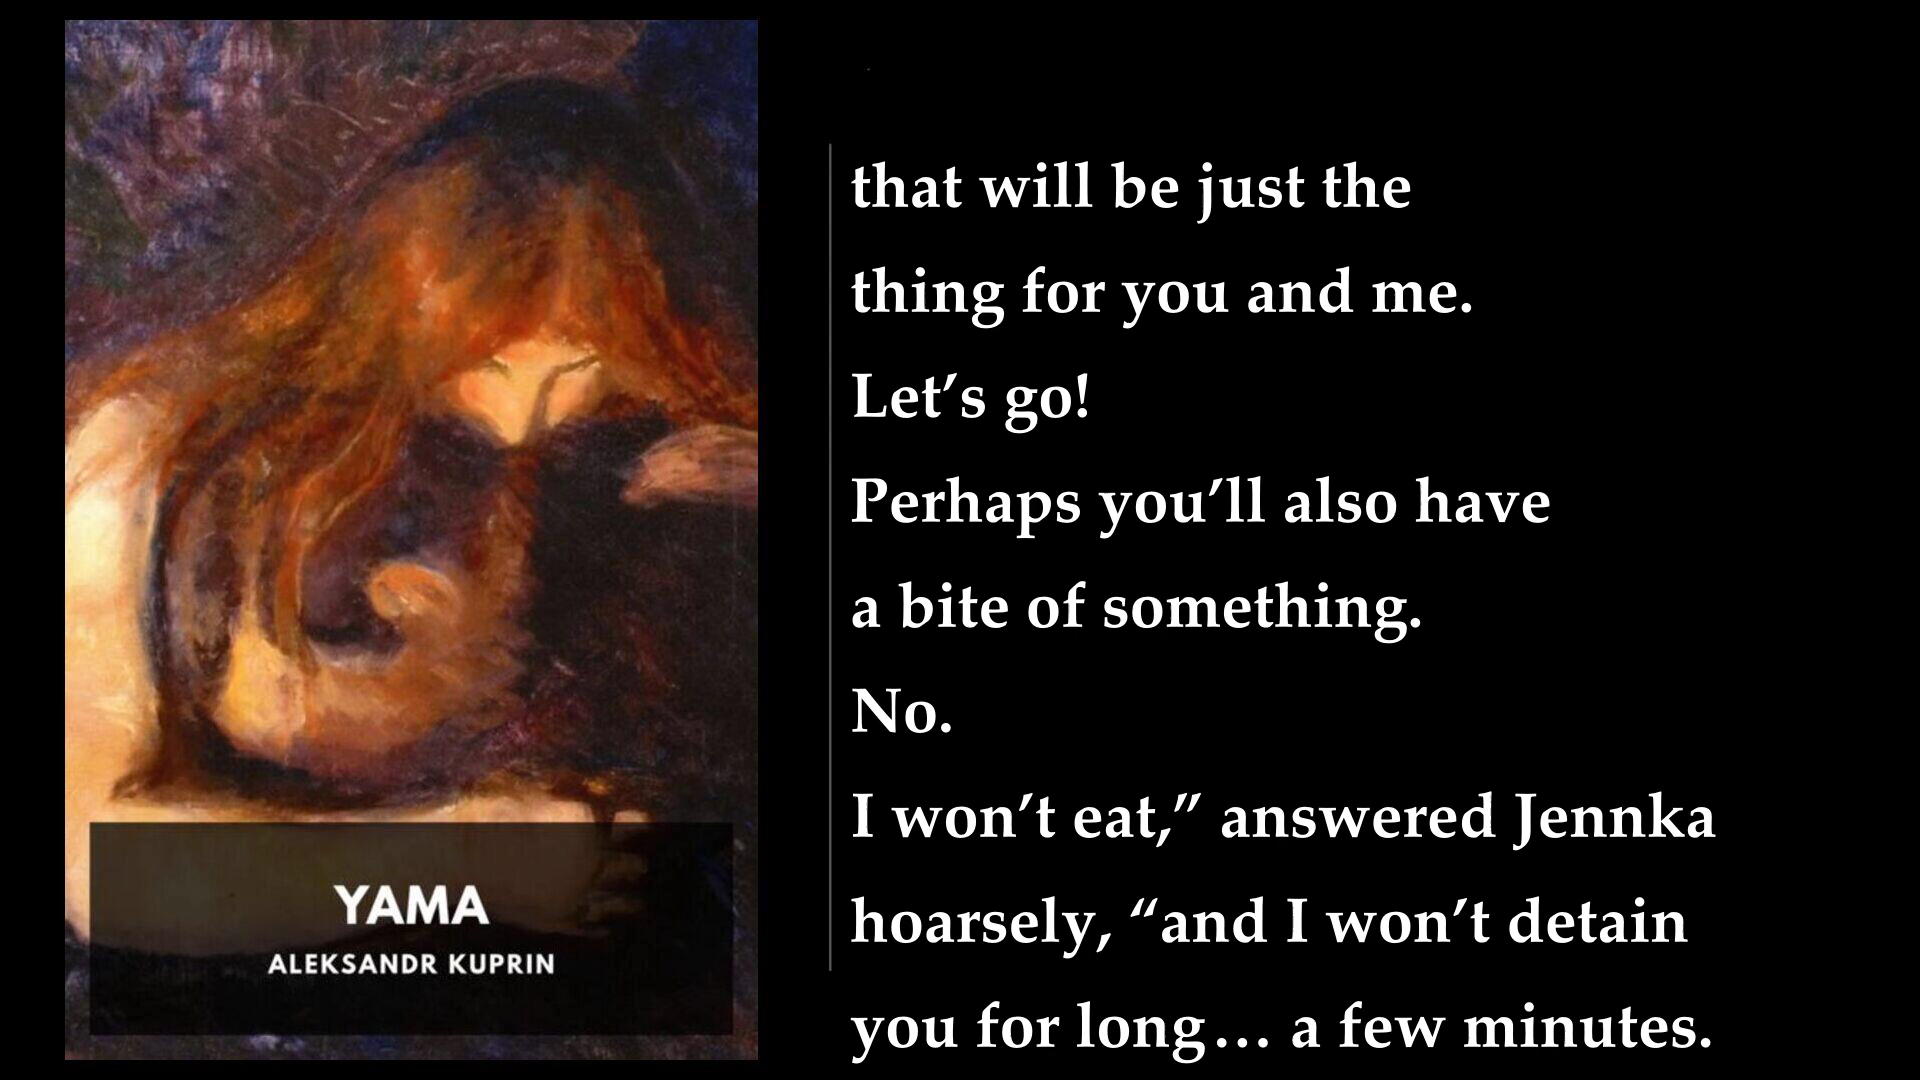 YAMA
ALEKSANDR KUPRIN
that will be just the
thing for you and me.
Let’s go!
Perhaps you’ll also have
a bite of something.
No.
I won’t eat,” answered Jennka
hoarsely, “and I won’t detain
you for long… a few minutes.